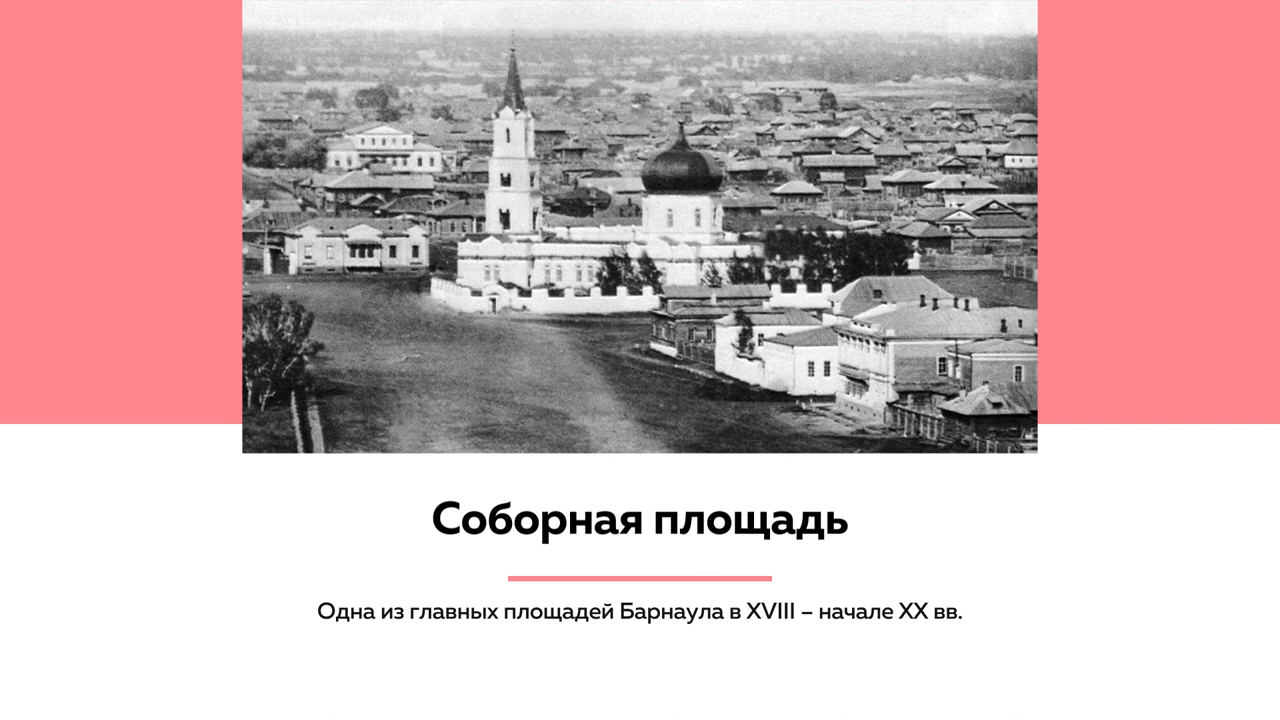 Соборная площадь
Одна из главных площадей Барнаула в XVIII – начале XX вв.